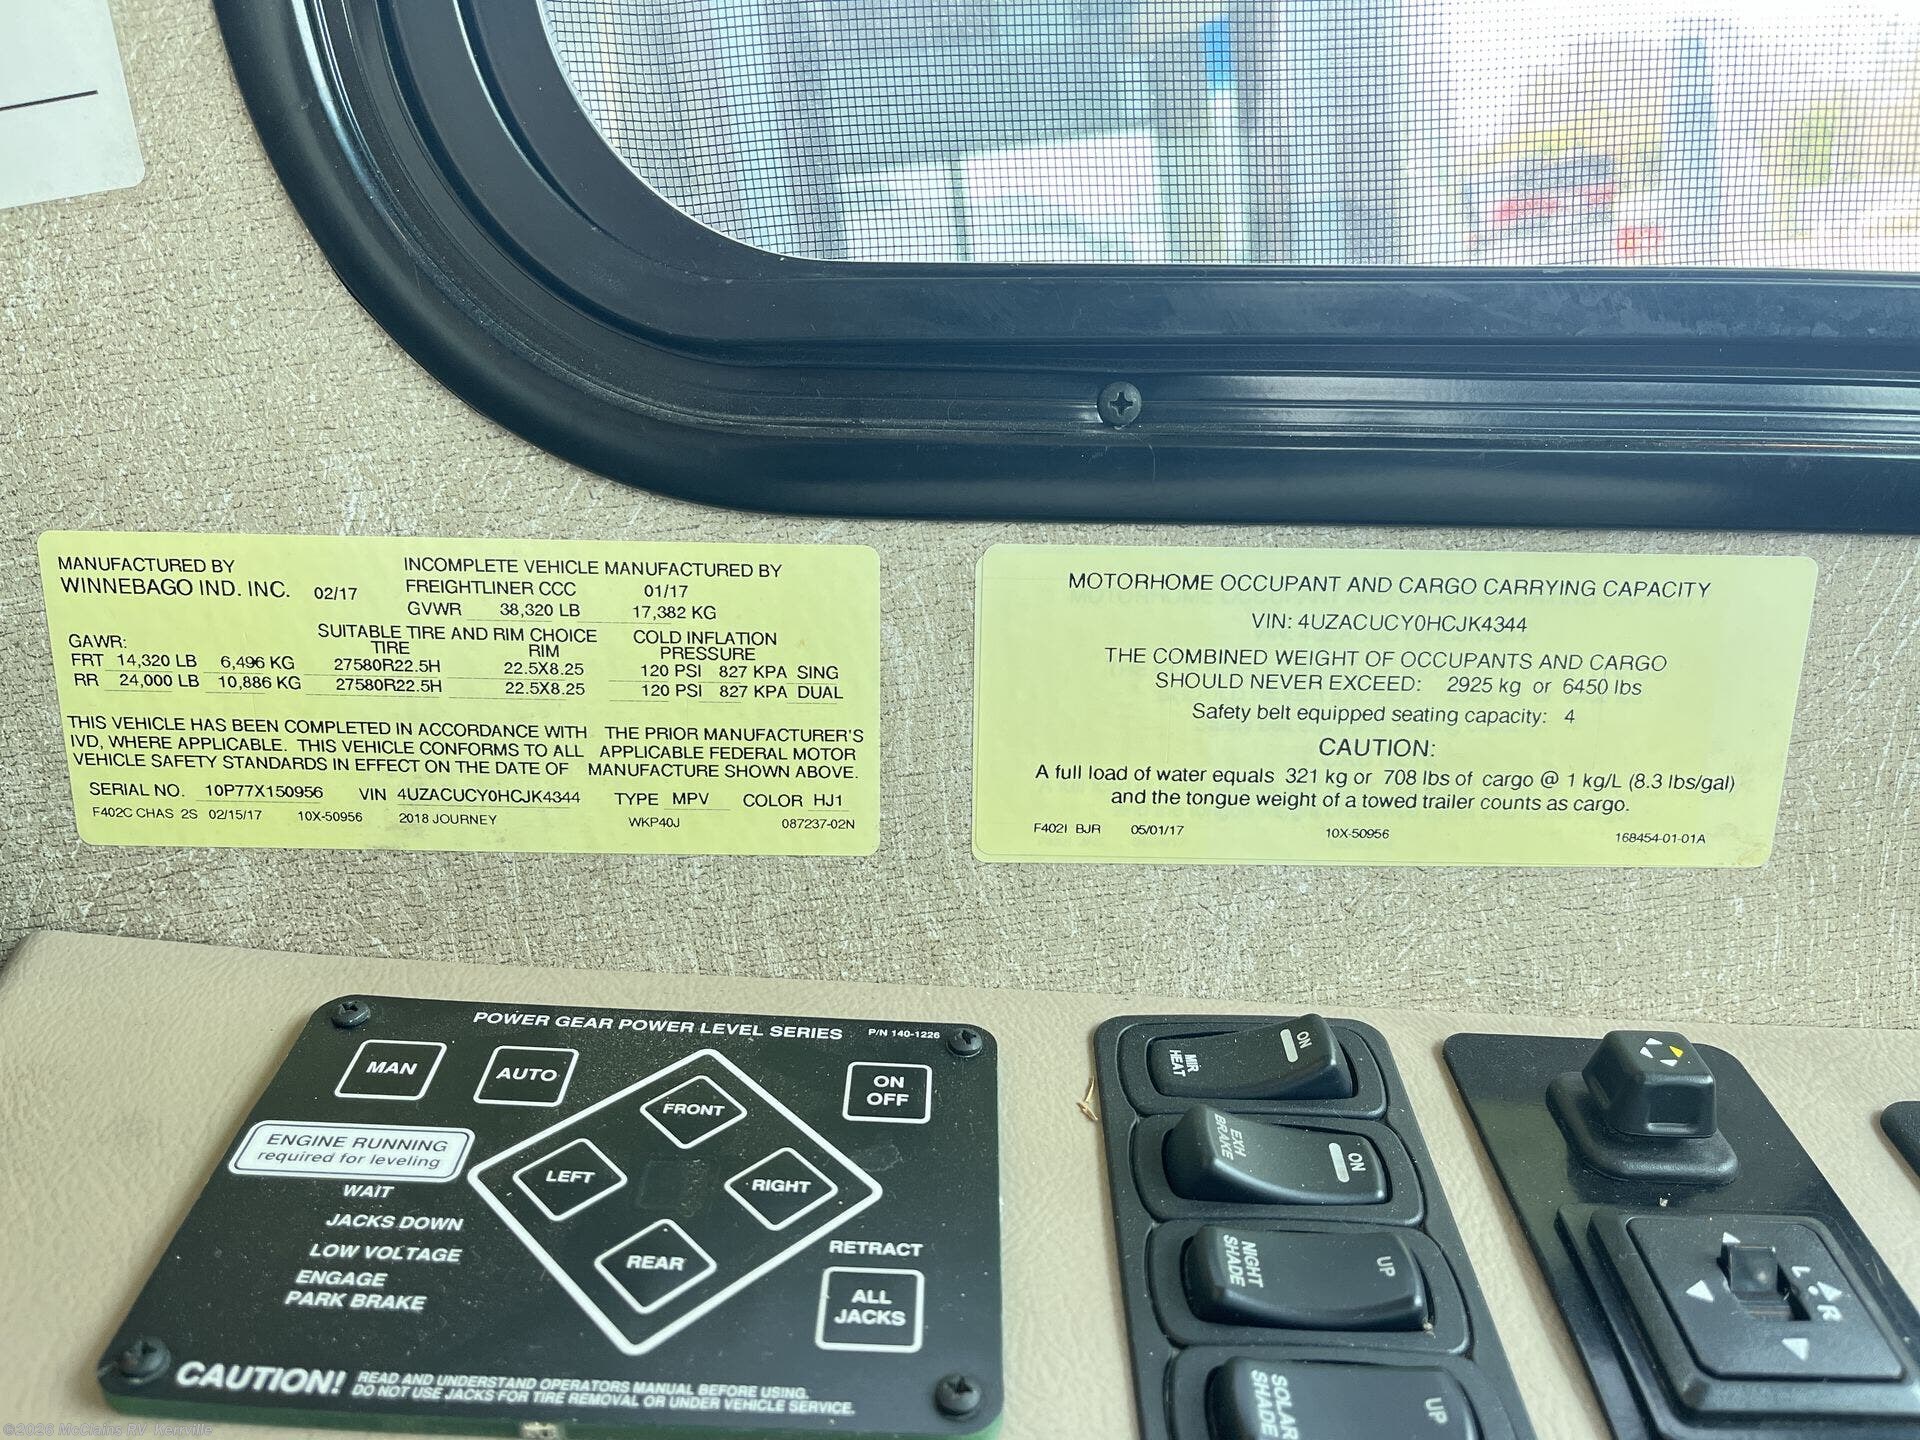 MANUFACTURED BY
WINNEBAGO IND. INC. 02/17
INCOMPLETE VEHICLE MANUFACTURED BY
FREIGHTLINER CCC 01/17
GVWR 38,320 LB 17,382 KG
GAWR:
SUITABLE TIRE AND RIM CHOICE
TIRE RIM
COLD INFLATION
PRESSURE
FRT 14,320 LB 6,496 KG 27580R22.5H 22.5X8.25 120 PSI 827 KPA SING
RR 24,000 LB 10,886 KG 27580R22.5H 22.5X8.25 120 PSI 827 KPA DUAL
THIS VEHICLE HAS BEEN COMPLETED IN ACCORDANCE WITH THE PRIOR MANUFACTURER'S
IVD, WHERE APPLICABLE. THIS VEHICLE CONFORMS TO ALL APPLICABLE FEDERAL MOTOR
VEHICLE SAFETY STANDARDS IN EFFECT ON THE DATE OF MANUFACTURE SHOWN ABOVE.
SERIAL NO. 10P77X150956 VIN 4UZACUCY0HCJK4344 TYPE MPV COLOR HJ1
F402C CHAS 2S 02/15/17 10X-50956 2018 JOURNEY WKP40J 087237-02N
MOTORHOME OCCUPANT AND CARGO CARRYING CAPACITY
VIN: 4UZACUCY0HCJK4344
THE COMBINED WEIGHT OF OCCUPANTS AND CARGO
SHOULD NEVER EXCEED: 2925 kg or 6450 lbs
Safety belt equipped seating capacity: 4
CAUTION:
A full load of water equals 321 kg or 708 lbs of cargo @ 1 kg/L (8.3 lbs/gal)
and the tongue weight of a towed trailer counts as cargo.
F402I BJR 05/01/17 10X-50956 168454-01-01A
POWER GEAR POWER LEVEL SERIES P/N 140-1226
MAN
AUTO
ON
OFF
FRONT
LEFT
RIGHT
REAR
ENGINE RUNNING
required for leveling
WAIT
JACKS DOWN
LOW VOLTAGE
ENGAGE
PARK BRAKE
RETRACT
ALL
JACKS
CAUTION!
READ AND UNDERSTAND OPERATORS MANUAL BEFORE USING.
DO NOT USE JACKS FOR TIRE REMOVAL OR UNDER VEHICLE SERVICE.
MIR
HEAT
ON
EXH
BRAKE
ON
NIGHT
SHADE
UP
SOLAR
SHADE
UP
L
R
©2026 McClains RV Kerrville